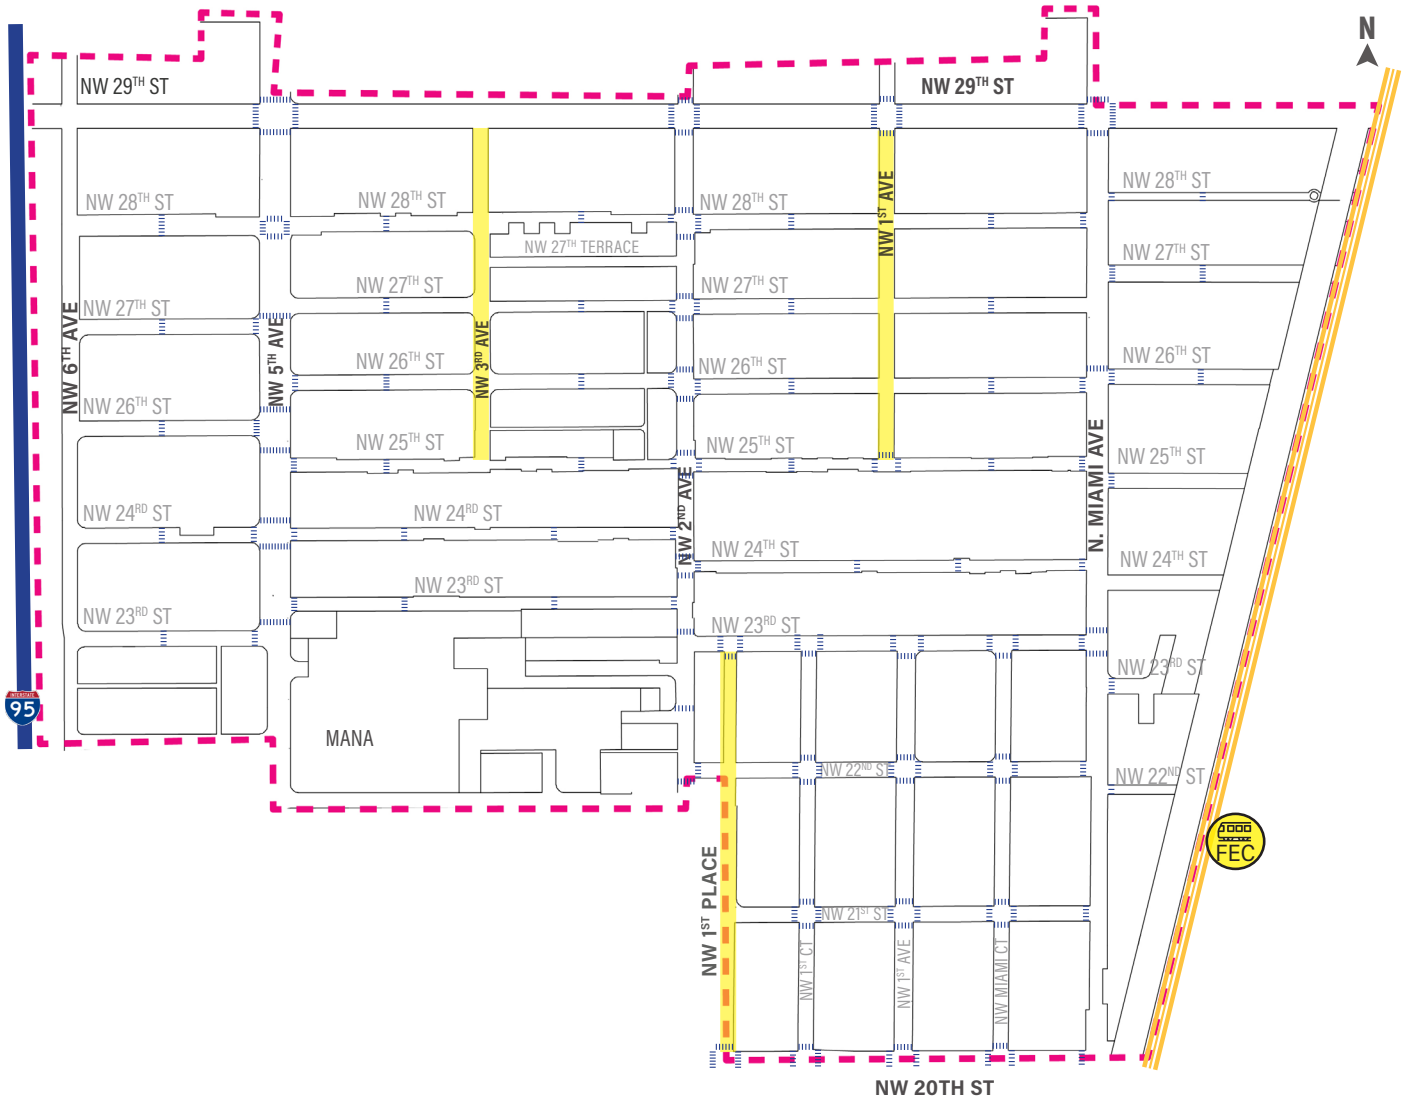 N
NW 29TH ST
NW 29TH ST
NW 28TH ST
NW 28TH ST
NW 28TH ST
NW 28TH ST
NW 1ST AVE
NW 27TH TERRACE
NW 27TH ST
NW 27TH ST
NW 27TH ST
NW 27TH ST
NW 6TH AVE
NW 5TH AVE
NW 3RD AVE
NW 26TH ST
NW 26TH ST
NW 26TH ST
NW 26TH ST
NW 25TH ST
NW 25TH ST
NW 25TH ST
NW 2ND AVE
N. MIAMI AVE
NW 24RD ST
NW 24RD ST
NW 24TH ST
NW 24TH ST
NW 23RD ST
NW 23RD ST
NW 23RD ST
NW 23RD ST
INTERSTATE
95
MANA
NW 22ND ST
NW 22ND ST
FEC
NW 1ST PLACE
NW 21ST ST
NW 1ST CT
NW 1ST AVE
NW MIAMI CT
NW 20TH ST